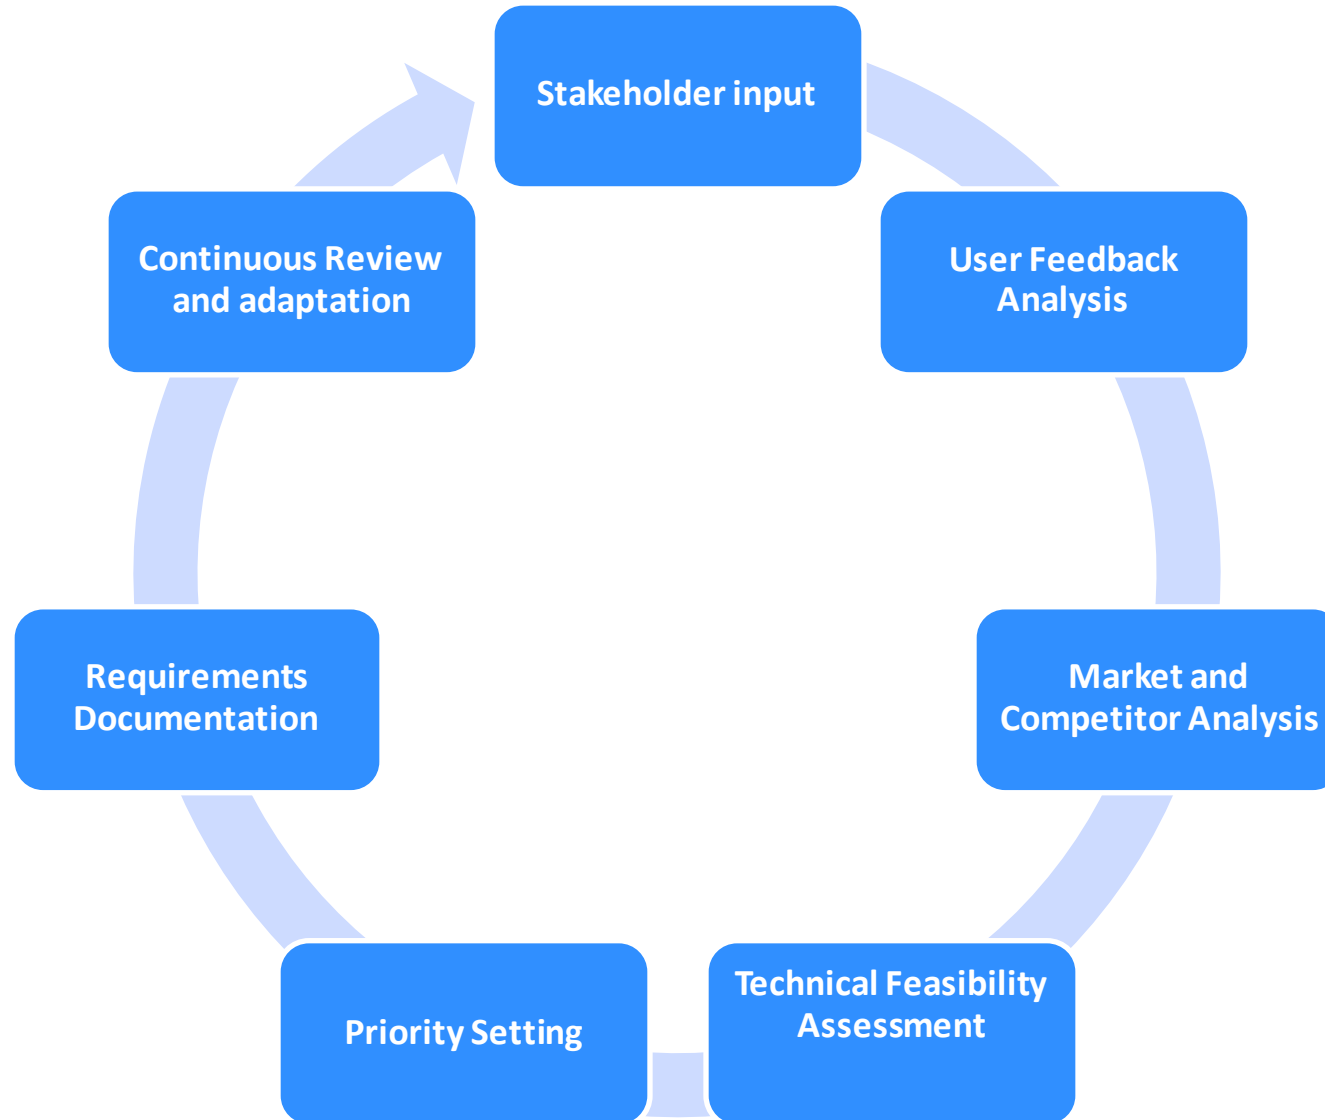 Stakeholder input
User Feedback
Analysis
Market and
Competitor Analysis
Technical Feasibility
Assessment
Priority Setting
Requirements
Documentation
Continuous Review
and adaptation